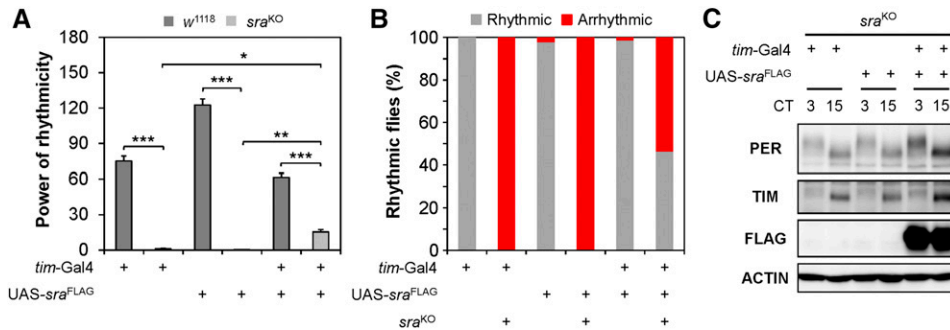 A
w¹¹¹⁸ sraᴷᴼ
Power of rhythmicity
180
150
120
90
60
30
0
***
***
***
**
*
tim-Gal4 + + + +
UAS-sraFLAG + + + +
B
Rhythmic Arrhythmic
Rhythmic flies (%)
100
80
60
40
20
0
tim-Gal4 + + + +
UAS-sraFLAG + + + +
sraᴷᴼ + + +
C
sraᴷᴼ
tim-Gal4 + + + +
UAS-sraFLAG + + + +
CT 3 15 3 15 3 15
PER
TIM
FLAG
ACTIN